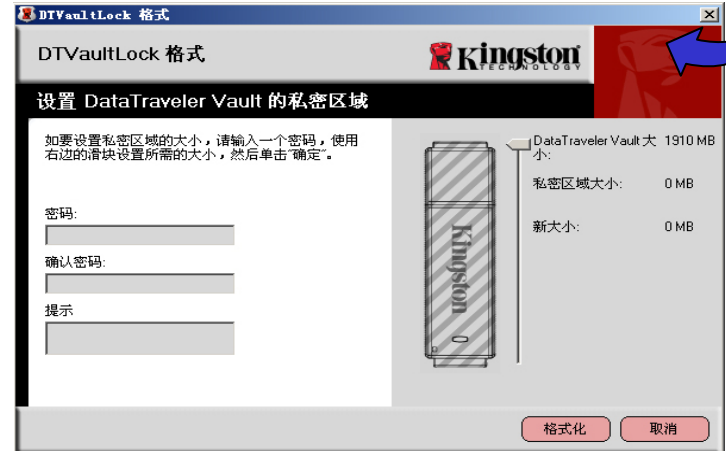 DTVaultLock 格式
DTVaultLock 格式
Kingston
TECHNOLOGY
设置 DataTraveler Vault 的私密区域
如要设置私密区域的大小，请输入一个密码，使用
右边的滑块设置所需的大小，然后单击“确定”。
密码:
确认密码:
提示
Kingston
DataTraveler Vault 大 1910 MB
小:
私密区域大小: 0 MB
新大小: 0 MB
格式化 取消